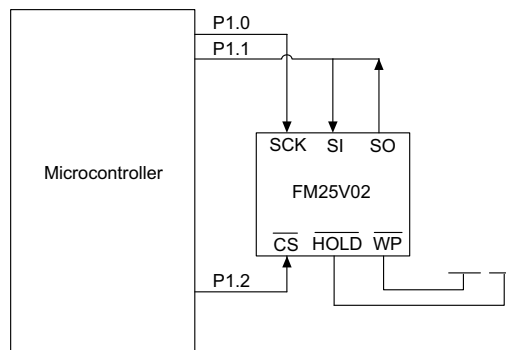 P1.0
P1.1
SCK SI SO
Microcontroller
FM25V02
CS HOLD WP
P1.2